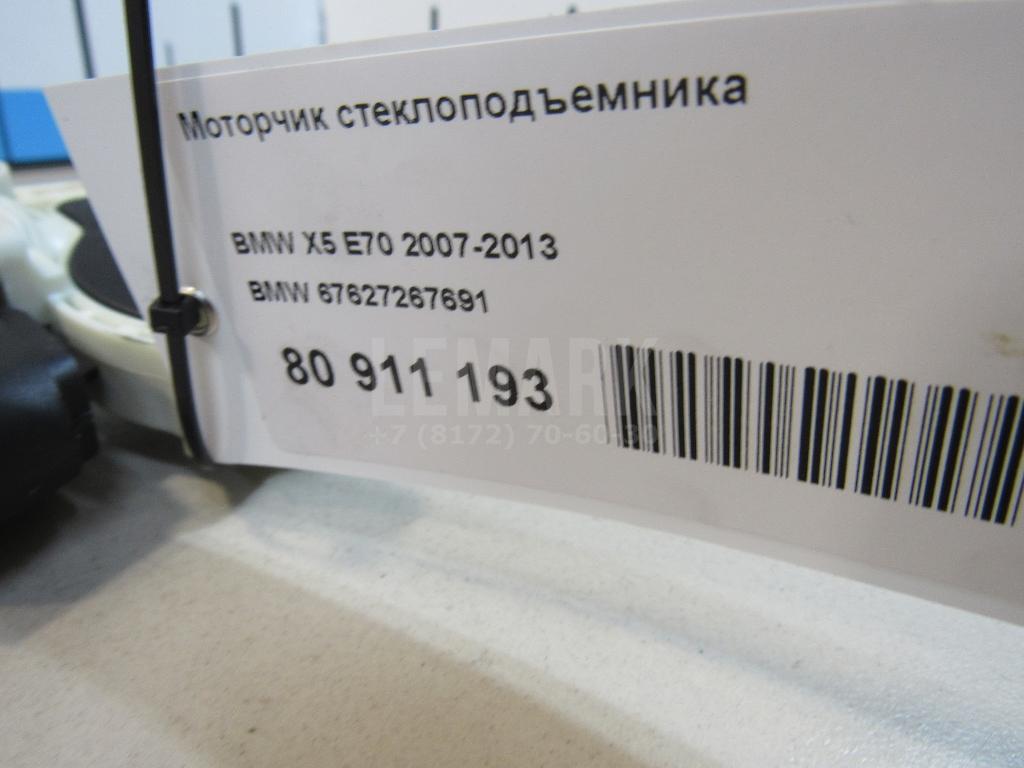 Моторчик стеклоподъемника
BMW X5 E70 2007-2013
BMW 67627267691
80 911 193
LEMARK
+7 (8172) 70-60-30